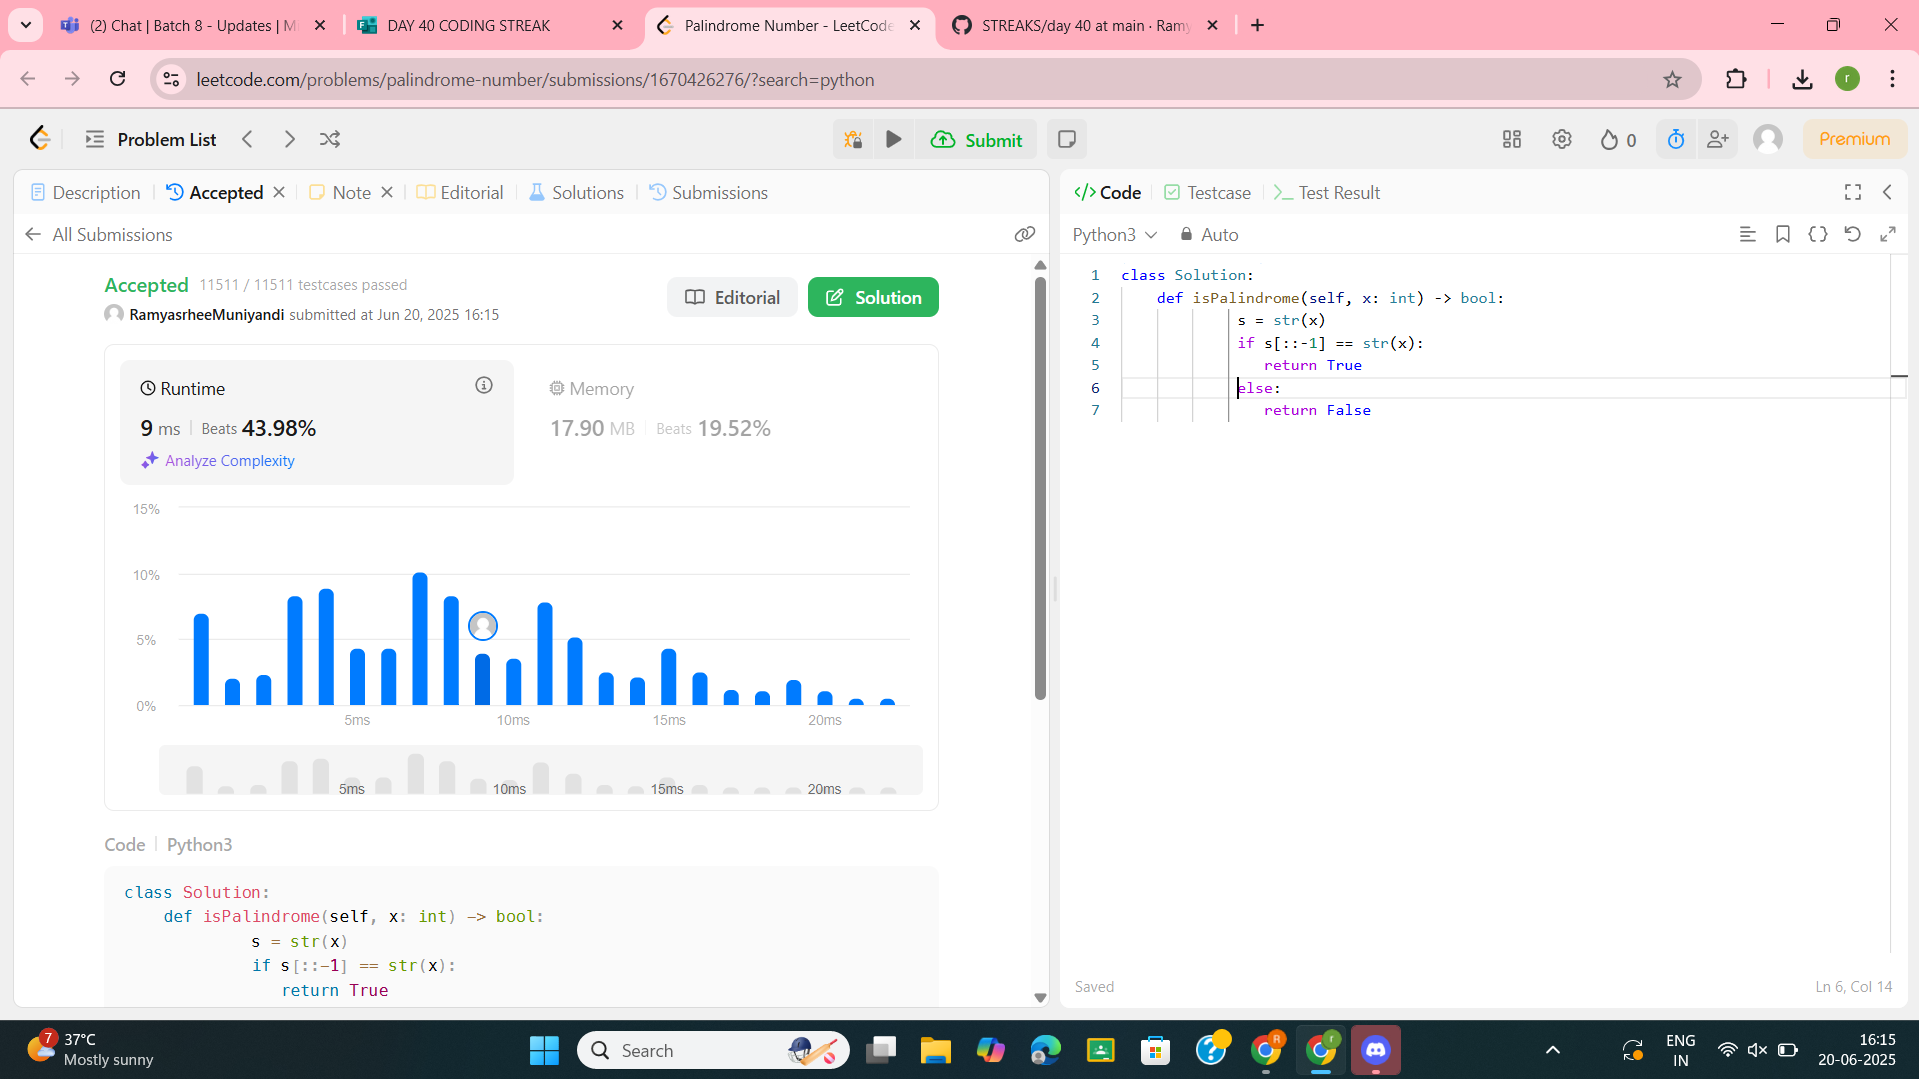 (2) Chat | Batch 8 - Updates | M
DAY 40 CODING STREAK
Palindrome Number - LeetCode
STREAKS/day 40 at main · Ramy
leetcode.com/problems/palindrome-number/submissions/1670426276/?search=python
r
Problem List
Submit
0
Premium
Description
Accepted
Note
Editorial
Solutions
Submissions
All Submissions
Accepted 11511 / 11511 testcases passed
RamyasrheeMuniyandi submitted at Jun 20, 2025 16:15
Editorial
Solution
Runtime
9 ms | Beats 43.98%
Analyze Complexity
Memory
17.90 MB | Beats 19.52%
15%
10%
5%
0%
5ms 10ms 15ms 20ms
5ms 10ms 15ms 20ms
Code | Python3
class Solution:
def isPalindrome(self, x: int) -> bool:
s = str(x)
if s[::-1] == str(x):
return True
</> Code
Testcase
>_ Test Result
Python3
Auto
1 class Solution:
2 def isPalindrome(self, x: int) -> bool:
3 s = str(x)
4 if s[::-1] == str(x):
5 return True
6 else:
7 return False
Saved
Ln 6, Col 14
7
37°C
Mostly sunny
Search
R
r
ENG
IN
16:15
20-06-2025